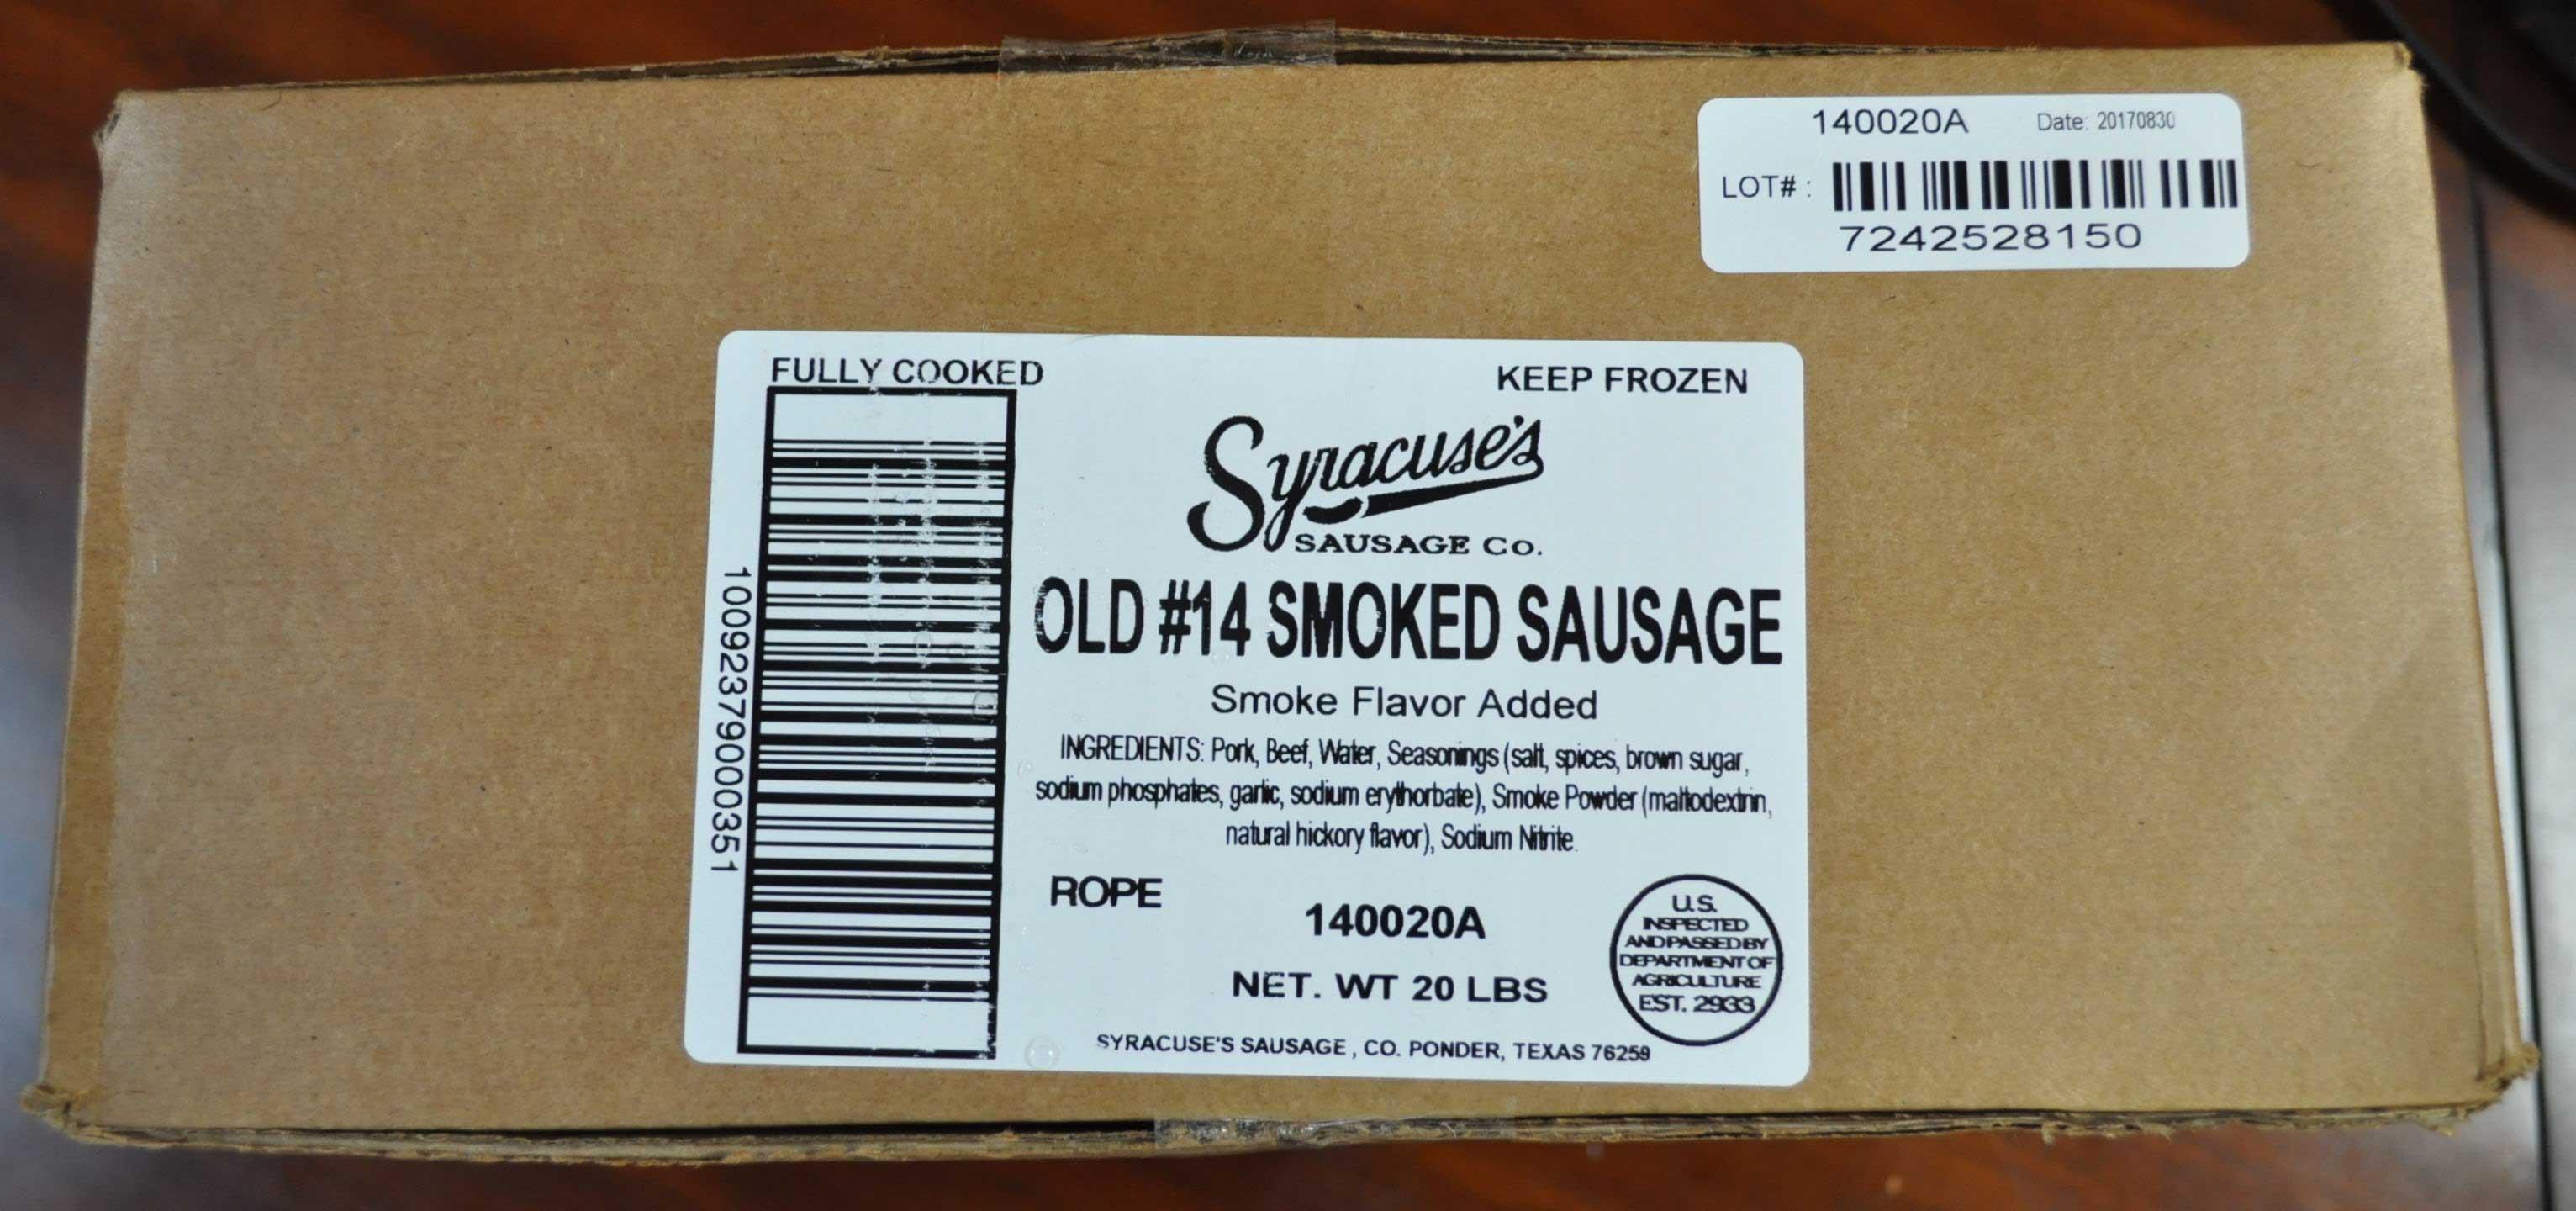 140020A Date: 20170830
LOT# :
7242528150
FULLY COOKED
KEEP FROZEN
10092379000351
Syracuse's
SAUSAGE CO.
OLD #14 SMOKED SAUSAGE
Smoke Flavor Added
INGREDIENTS: Pork, Beef, Water, Seasonings (salt, spices, brown sugar,
sodium phosphates, garlic, sodium erythorbate), Smoke Powder (maltodextrin,
natural hickory flavor), Sodium Nitrite.
ROPE
140020A
NET. WT 20 LBS
U.S.
INSPECTED
AND PASSED BY
DEPARTMENT OF
AGRICULTURE
EST. 2933
SYRACUSE'S SAUSAGE , CO. PONDER, TEXAS 76259